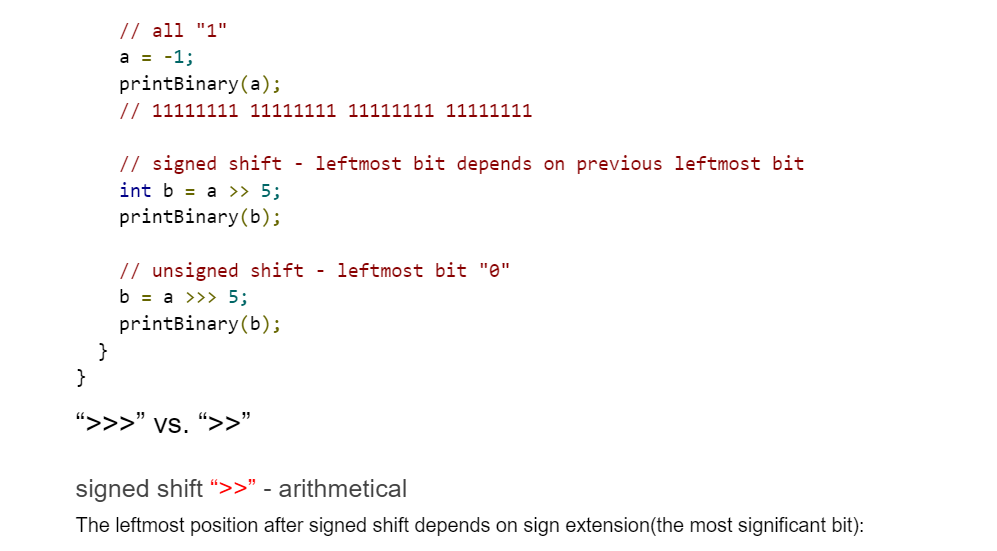 // all "1"
a = -1;
printBinary(a);
// 11111111 11111111 11111111 11111111
// signed shift - leftmost bit depends on previous leftmost bit
int b = a >> 5;
printBinary(b);
// unsigned shift - leftmost bit "0"
b = a >>> 5;
printBinary(b);
}
}
“>>>” vs. “>>”
signed shift “>>” - arithmetical
The leftmost position after signed shift depends on sign extension(the most significant bit):